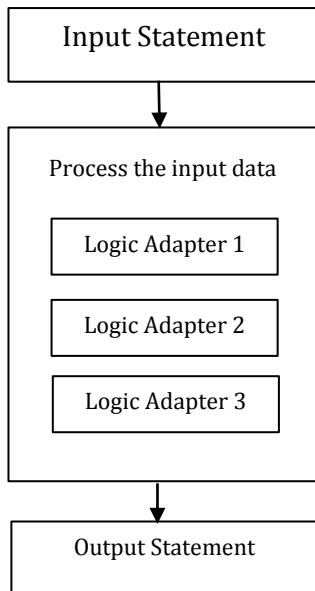 Input Statement
Process the input data
Logic Adapter 1
Logic Adapter 2
Logic Adapter 3
Output Statement